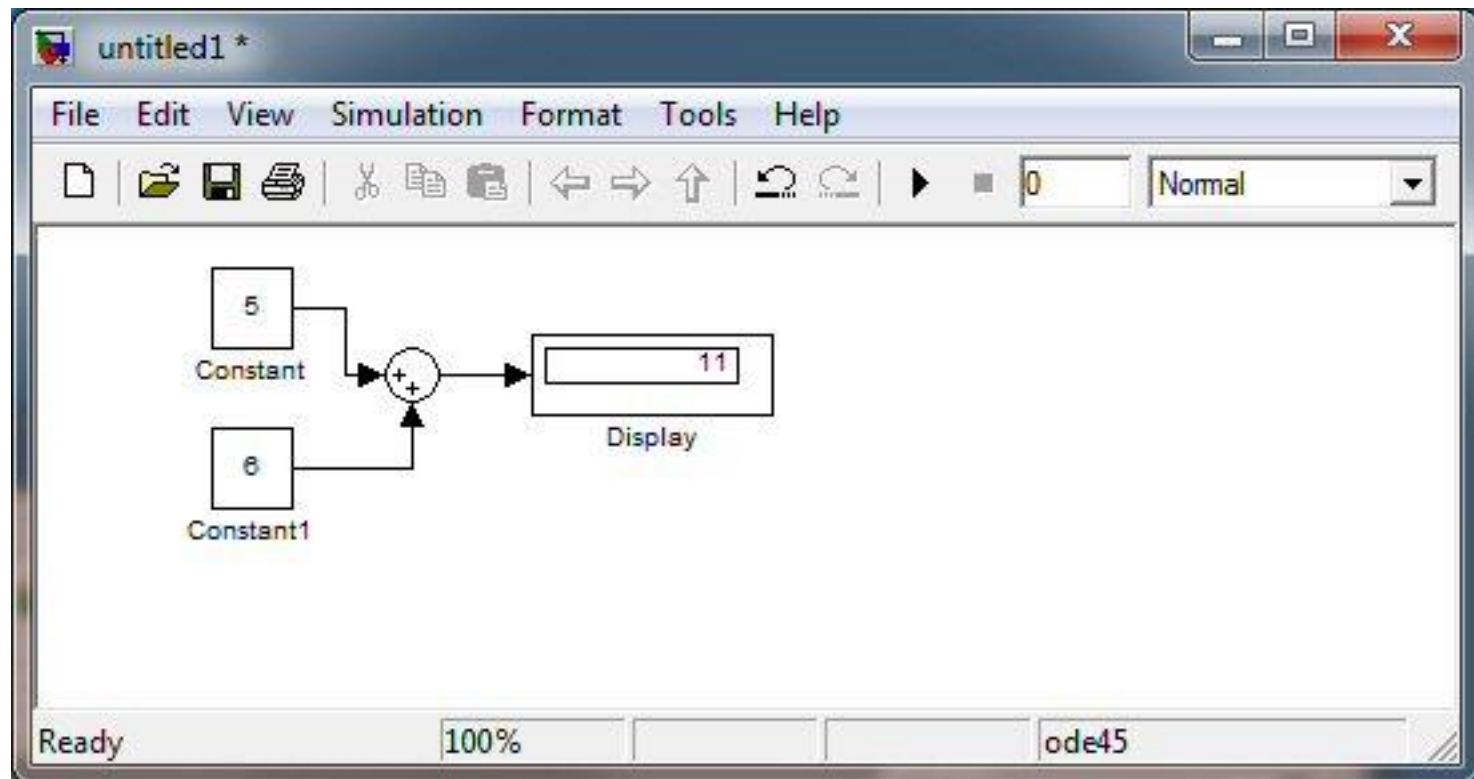 untitled1 *
File Edit View Simulation Format Tools Help
0 Normal
5
Constant
+
+
11
Display
6
Constant1
Ready 100% ode45